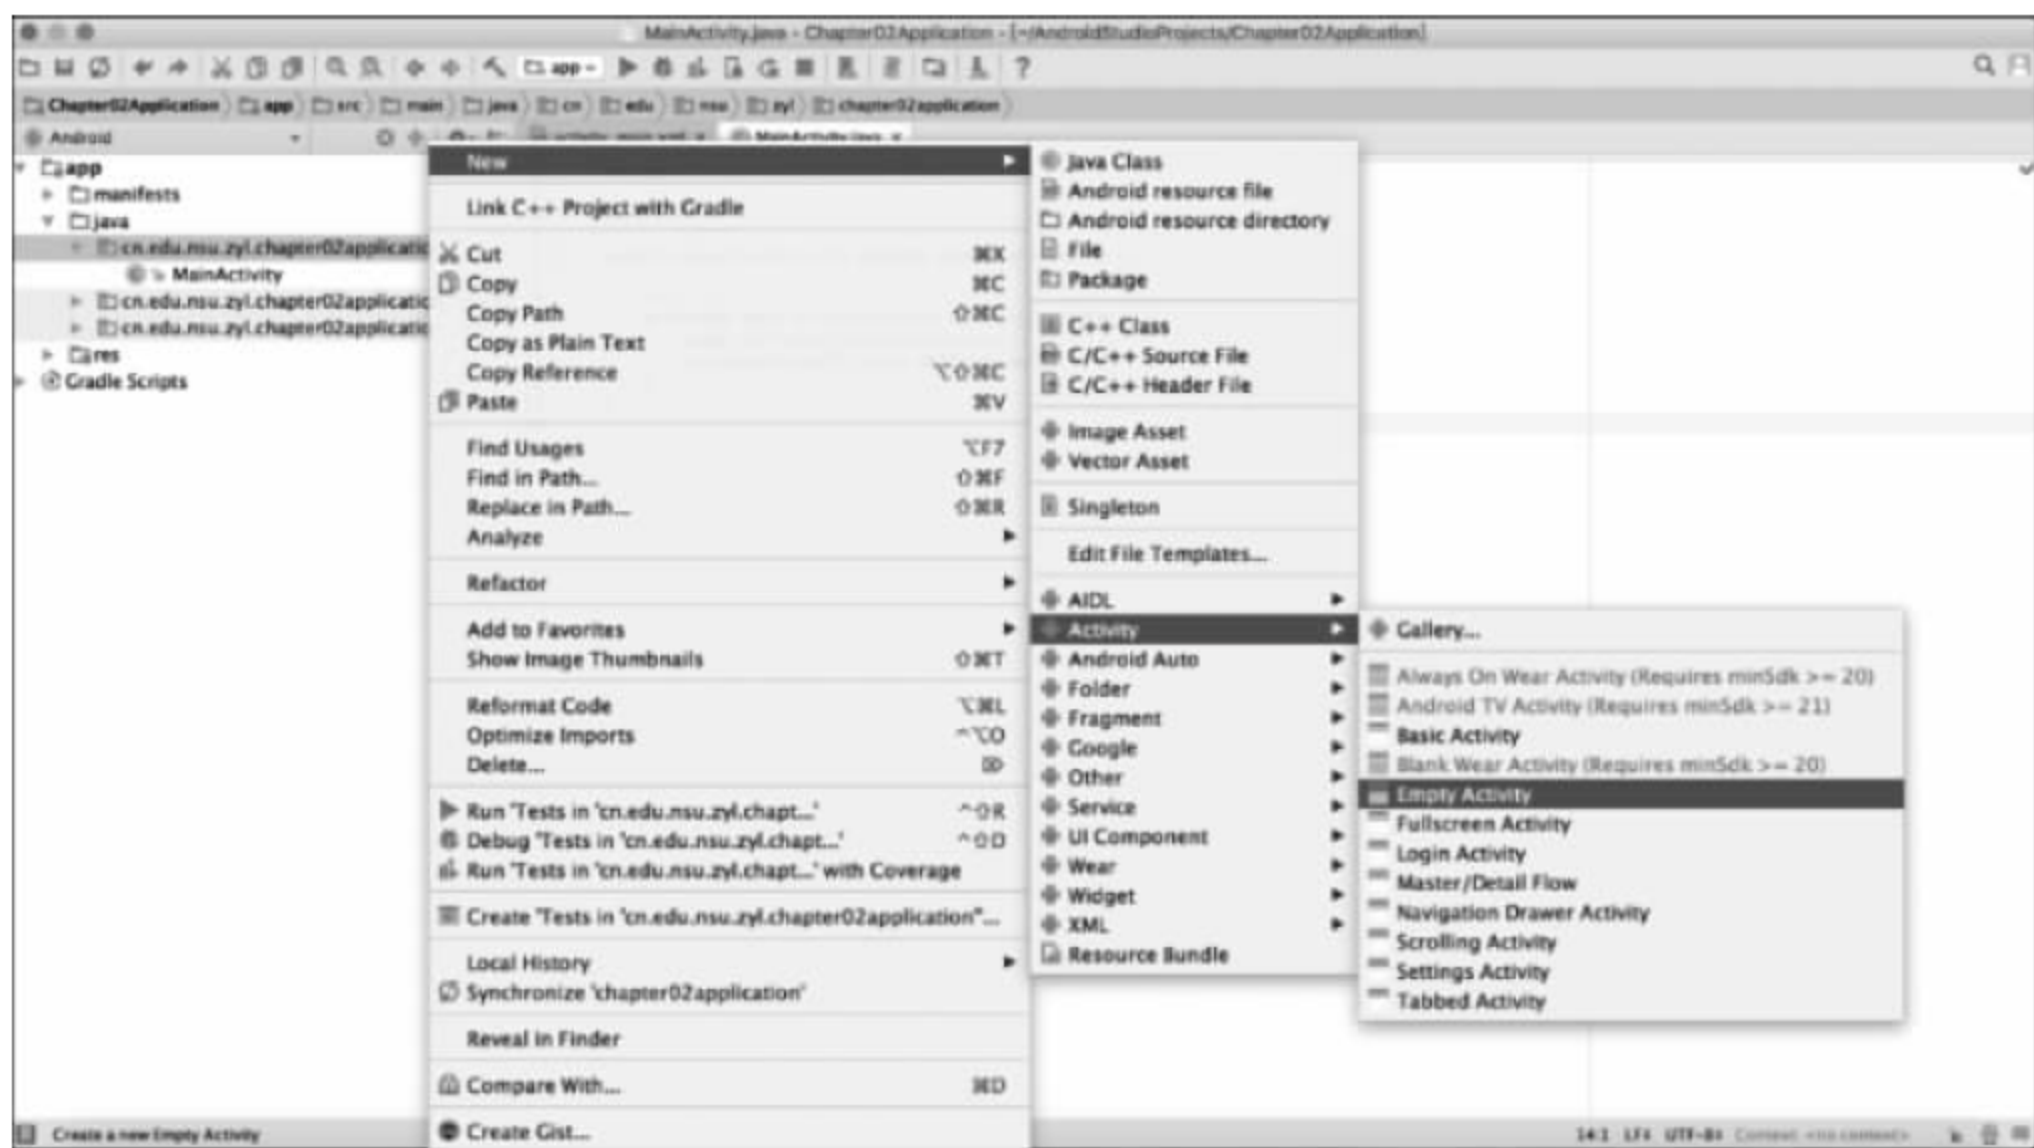 MainActivity.java - Chapter02Application - [~/AndroidStudioProjects/Chapter02Application]
app
?
Chapter02Application app src main java cn edu nsu zyl chapter02application
Android
activity_main.xml MainActivity.java
app
manifests
java
cn.edu.nsu.zyl.chapter02applicatic
MainActivity
cn.edu.nsu.zyl.chapter02applicatic
cn.edu.nsu.zyl.chapter02applicatic
res
Gradle Scripts
New
Link C++ Project with Gradle
Cut ⌘X
Copy ⌘C
Copy Path ⇧⌘C
Copy as Plain Text
Copy Reference ⌥⇧⌘C
Paste ⌘V
Find Usages ⌥F7
Find in Path... ⇧⌘F
Replace in Path... ⇧⌘R
Analyze
Refactor
Add to Favorites
Show Image Thumbnails ⇧⌘T
Reformat Code ⌥⌘L
Optimize Imports ^⌥O
Delete... ⌦
Run 'Tests in 'cn.edu.nsu.zyl.chapt...' ^⇧R
Debug 'Tests in 'cn.edu.nsu.zyl.chapt...' ^⇧D
Run 'Tests in 'cn.edu.nsu.zyl.chapt...' with Coverage
Create 'Tests in 'cn.edu.nsu.zyl.chapter02application''...
Local History
Synchronize 'chapter02application'
Reveal in Finder
Compare With... ⌘D
Create Gist...
Java Class
Android resource file
Android resource directory
File
Package
C++ Class
C/C++ Source File
C/C++ Header File
Image Asset
Vector Asset
Singleton
Edit File Templates...
AIDL
Activity
Android Auto
Folder
Fragment
Google
Other
Service
UI Component
Wear
Widget
XML
Resource Bundle
Gallery...
Always On Wear Activity (Requires minSdk >= 20)
Android TV Activity (Requires minSdk >= 21)
Basic Activity
Blank Wear Activity (Requires minSdk >= 20)
Empty Activity
Fullscreen Activity
Login Activity
Master/Detail Flow
Navigation Drawer Activity
Scrolling Activity
Settings Activity
Tabbed Activity
Create a new Empty Activity
14:1 LF÷ UTF-8÷ Context: <no context>